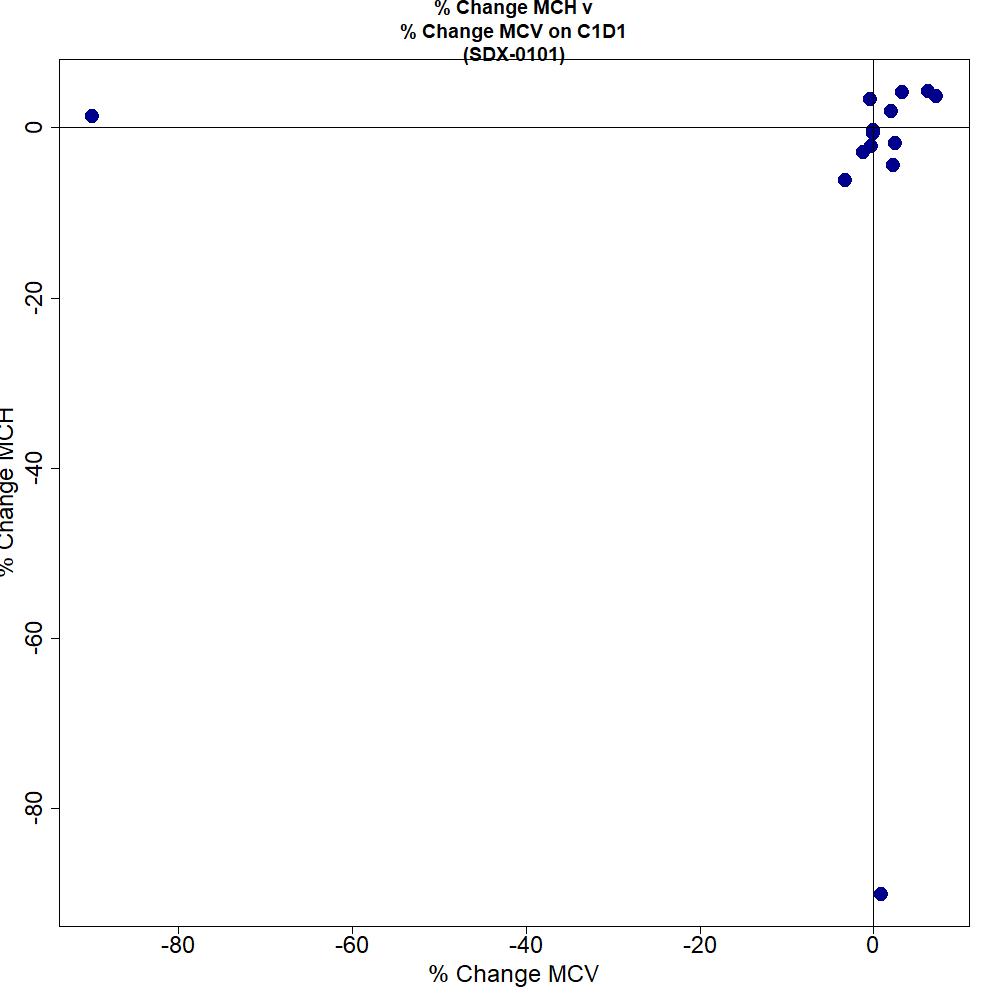 % Change MCH v
% Change MCV on C1D1
(SDX-0101)
0
-20
-40
-60
-80
% Change MCH
-80
-60
-40
-20
0
% Change MCV